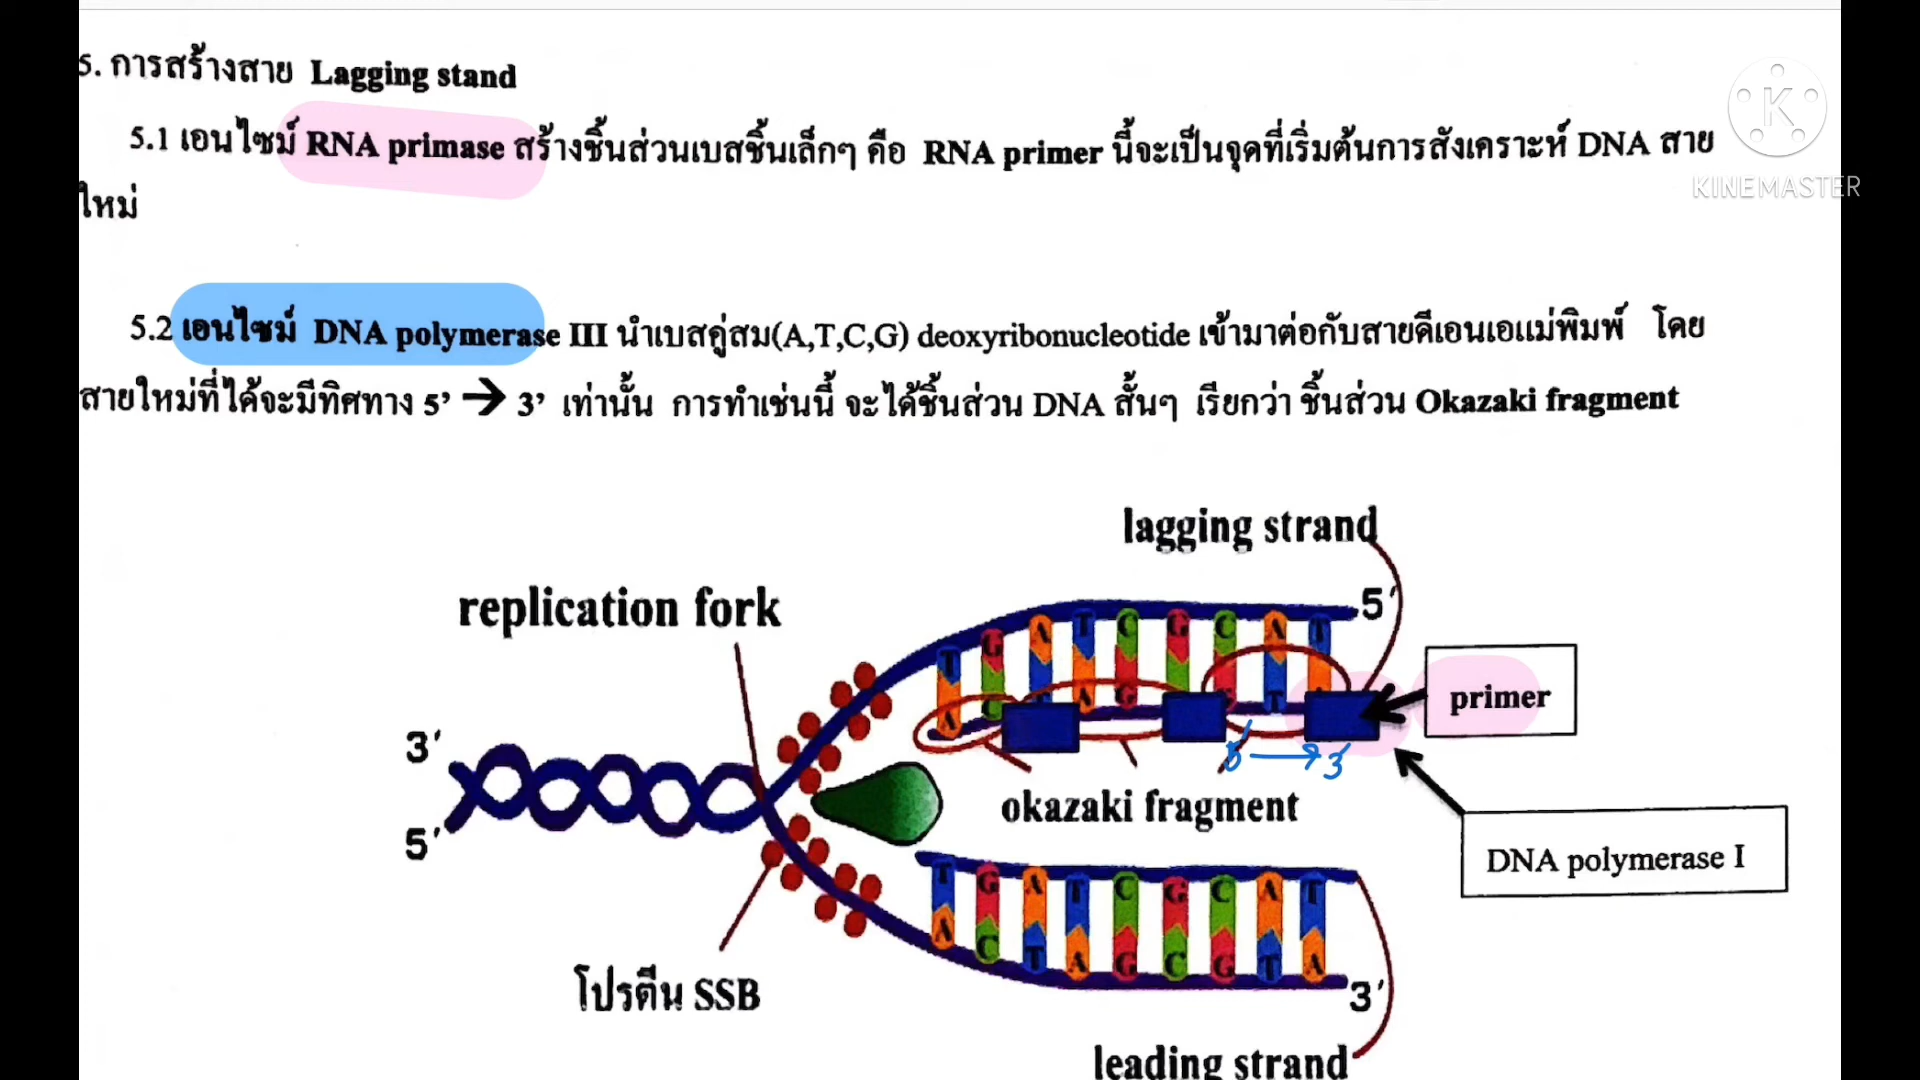 5. การสร้างสาย Lagging stand
5.1 เอนไซม์ RNA primase สร้างชิ้นส่วนเบสชิ้นเล็กๆ คือ RNA primer นี้จะเป็นจุดที่เริ่มต้นการสังเคราะห์ DNA สาย
ใหม่
KINEMASTER
5.2 เอนไซม์ DNA polymerase III นำเบสคู่สม(A,T,C,G) deoxyribonucleotide เข้ามาต่อกับสายดีเอนเอแม่พิมพ์ โดย
สายใหม่ที่ได้จะมีทิศทาง 5’ → 3’ เท่านั้น การทำเช่นนี้ จะได้ชิ้นส่วน DNA สั้นๆ เรียกว่า ชิ้นส่วน Okazaki fragment
lagging strand
replication fork
5′
T G A T C G C A T
primer
A C A G T
3′
5′ → 3′
okazaki fragment
5′
DNA polymerase I
T G A T C G C A T
A C T A G C G T A
โปรตีน SSB
3′
leading strand